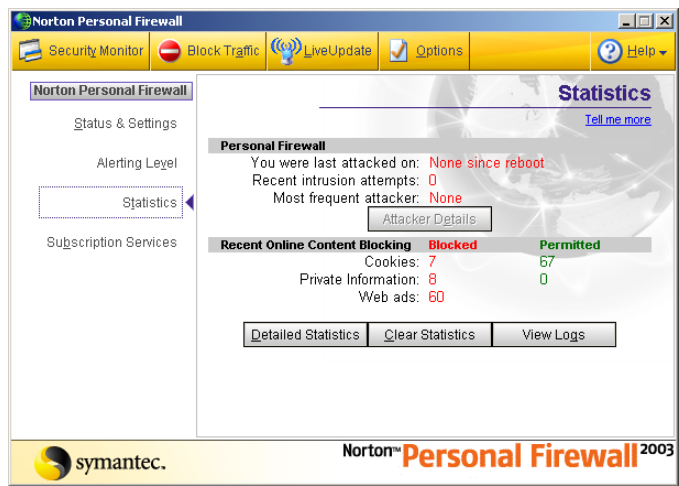 Norton Personal Firewall
Security Monitor Block Traffic LiveUpdate Options Help
Norton Personal Firewall
Status & Settings
Alerting Level
Statistics
Subscription Services
Statistics
Tell me more
Personal Firewall
You were last attacked on: None since reboot
Recent intrusion attempts: 0
Most frequent attacker: None
Attacker Details
Recent Online Content Blocking Blocked Permitted
Cookies: 7 67
Private Information: 8 0
Web ads: 60
Detailed Statistics Clear Statistics View Logs
symantec.
Norton™ Personal Firewall 2003